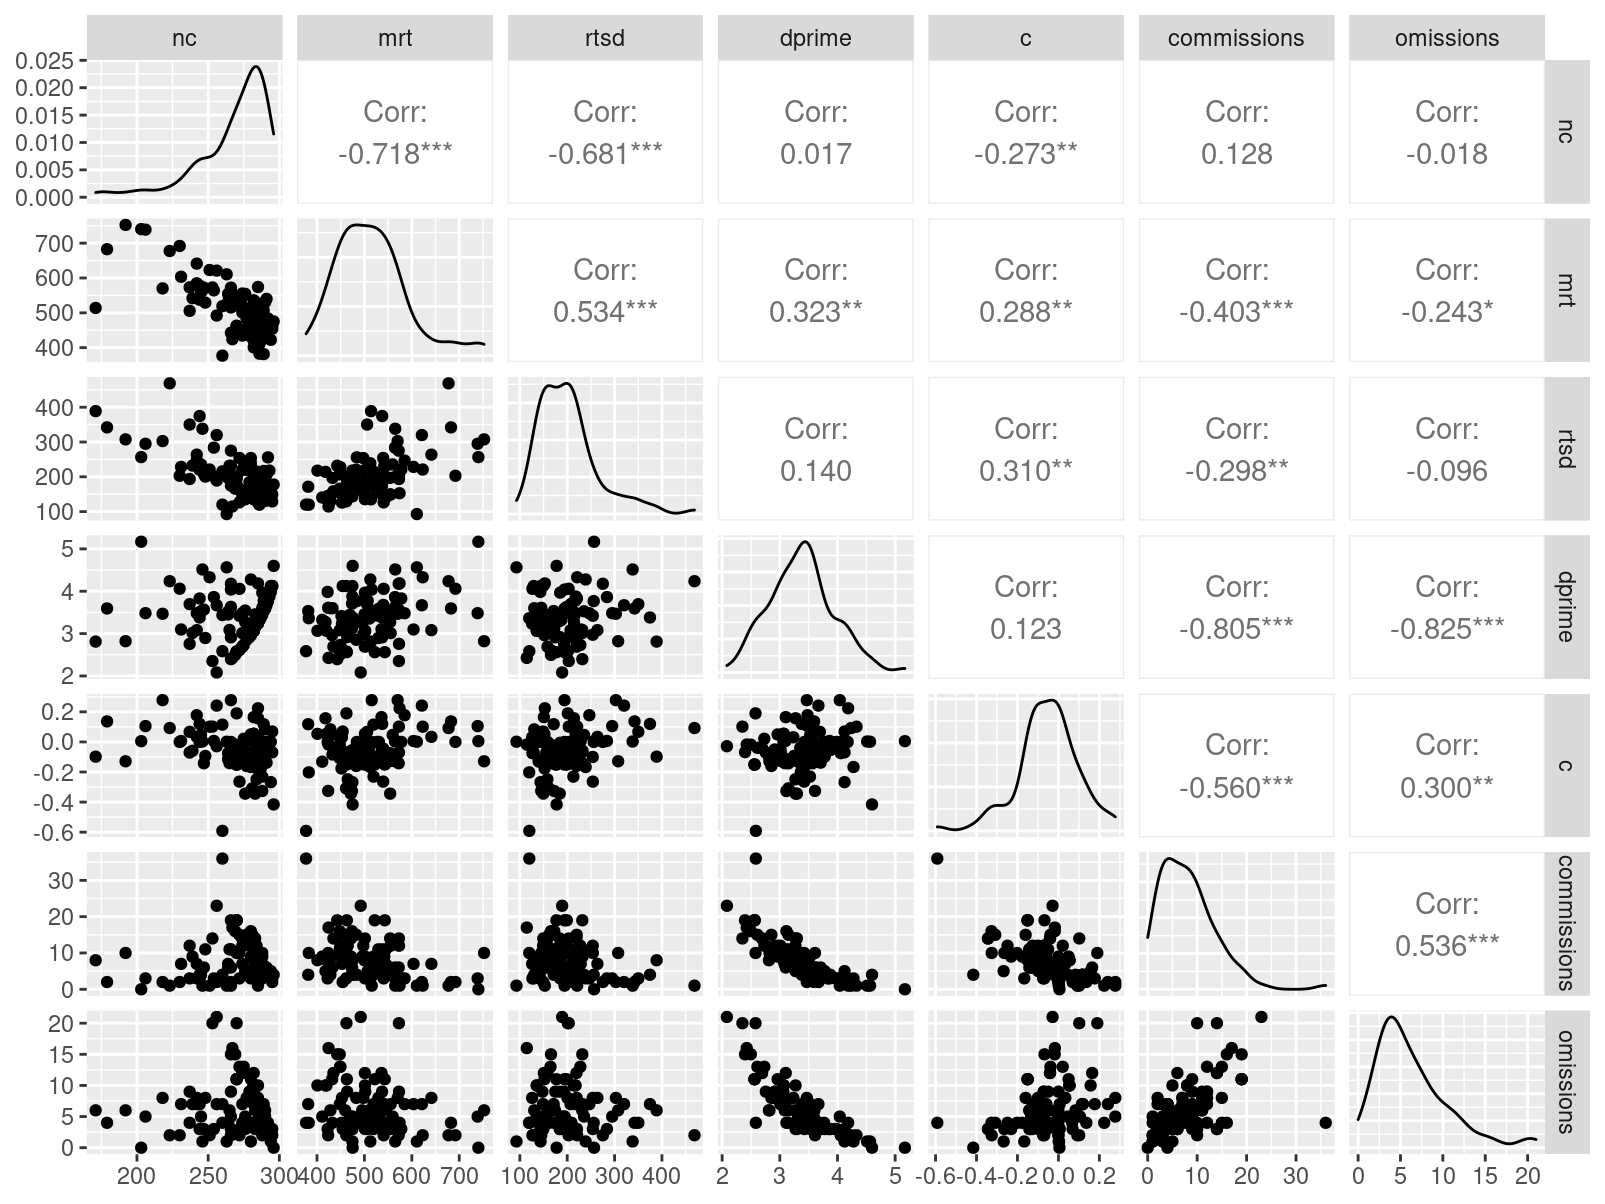 nc mrt rtsd dprime c commissions omissions
0.025
0.020
0.015
0.010
0.005
0.000
Corr:
-0.718***
Corr:
-0.681***
Corr:
0.017
Corr:
-0.273**
Corr:
0.128
Corr:
-0.018
nc
700
600
500
400
Corr:
0.534***
Corr:
0.323**
Corr:
0.288**
Corr:
-0.403***
Corr:
-0.243*
mrt
400
300
200
100
Corr:
0.140
Corr:
0.310**
Corr:
-0.298**
Corr:
-0.096
rtsd
5
4
3
2
Corr:
0.123
Corr:
-0.805***
Corr:
-0.825***
dprime
0.2
0.0
-0.2
-0.4
-0.6
Corr:
-0.560***
Corr:
0.300**
c
30
20
10
0
Corr:
0.536***
commissions
20
15
10
5
0
omissions
200 250 300 400 500 600 700 100 200 300 400 2 3 4 5 -0.6 -0.4 -0.2 0.0 0.2 0 10 20 30 0 5 10 15 20